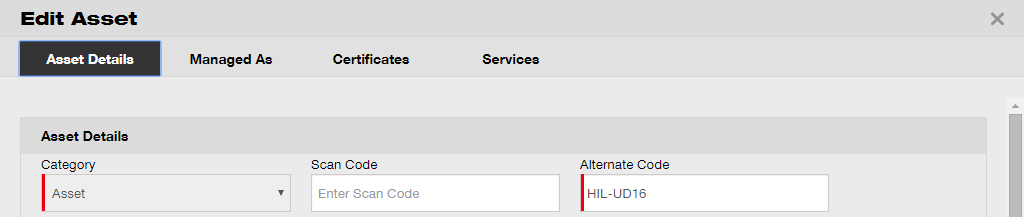 Edit Asset
Asset Details Managed As Certificates Services
Asset Details
Category Scan Code Alternate Code
Asset Enter Scan Code HIL-UD16